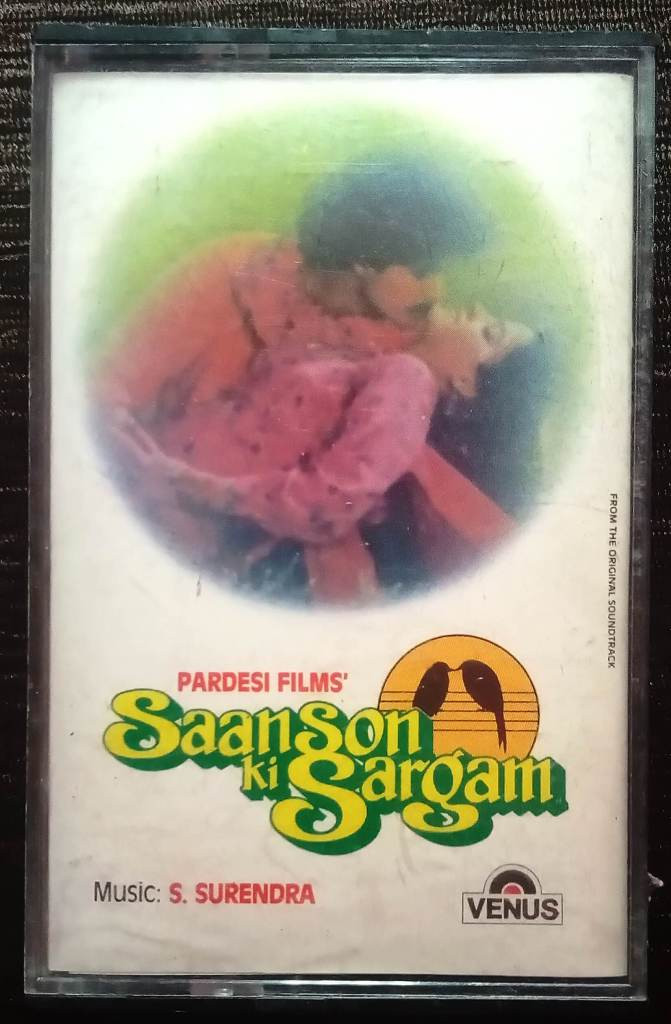 FROM THE ORIGINAL SOUNDTRACK
PARDESI FILMS'
Saanson
ki Sargam
Music: S. SURENDRA
VENUS